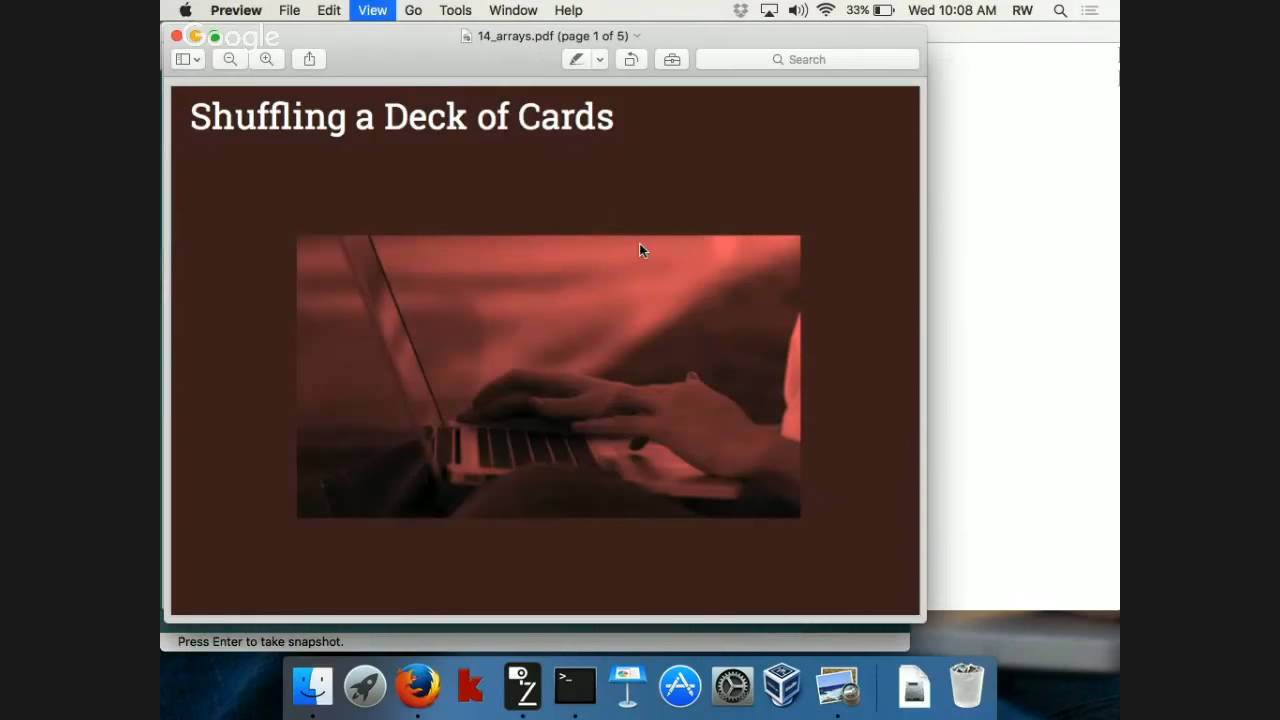 Preview File Edit View Go Tools Window Help 33% Wed 10:08 AM RW
Google
14_arrays.pdf (page 1 of 5)
Search
Shuffling a Deck of Cards
Press Enter to take snapshot.